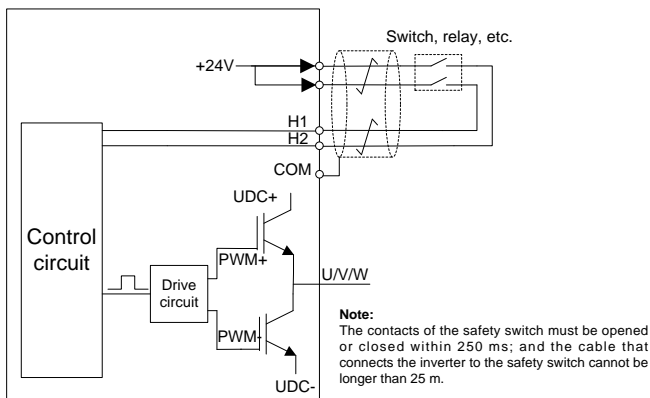 Switch, relay, etc.
+24V
H1
H2
COM
UDC+
Control
circuit
PWM+
Drive
circuit
U/V/W
PWM-
UDC-
Note:
The contacts of the safety switch must be opened
or closed within 250 ms; and the cable that
connects the inverter to the safety switch cannot be
longer than 25 m.